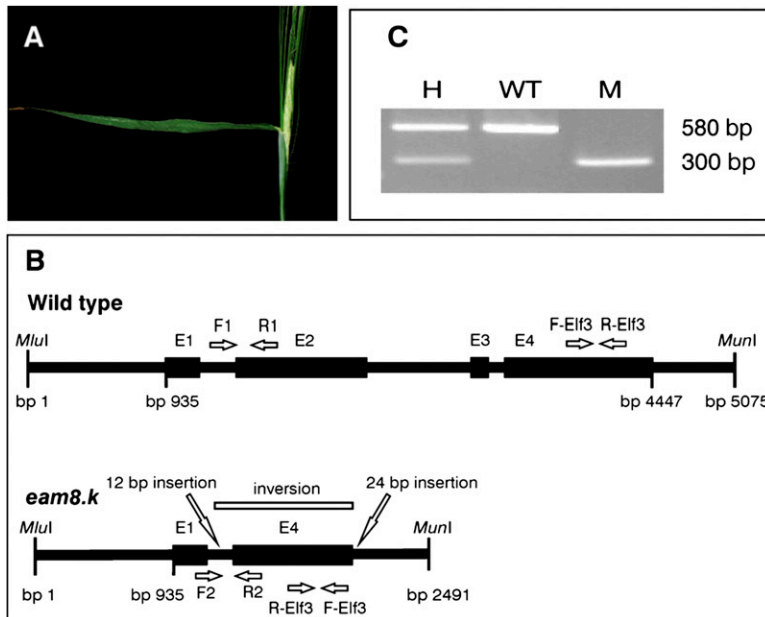 A
C
H WT M
580 bp
300 bp
B
Wild type
MluI E1 F1 R1 E2 E3 E4 F-Elf3 R-Elf3 MunI
bp 1 bp 935 bp 4447 bp 5075
12 bp insertion inversion 24 bp insertion
eam8.k
MluI E1 E4 MunI
bp 1 bp 935 F2 R2 R-Elf3 F-Elf3 bp 2491